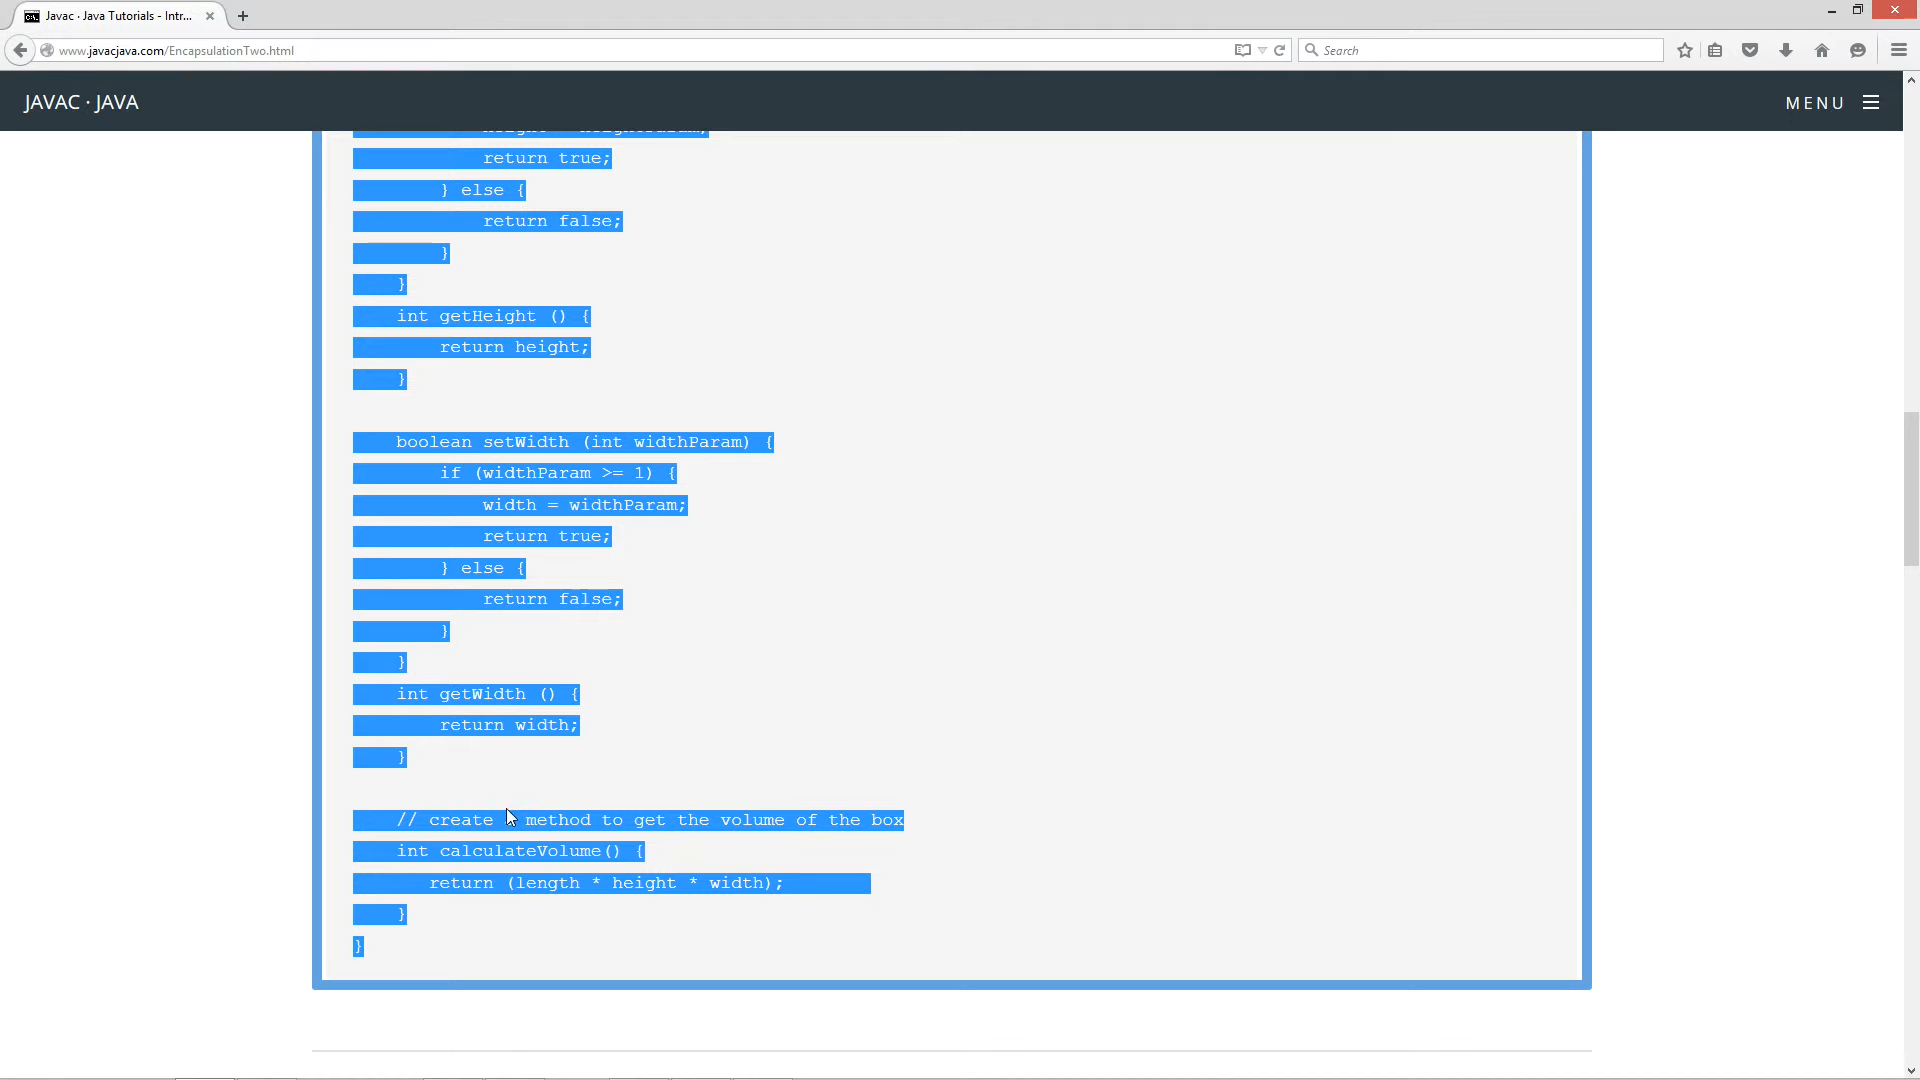 Javac · Java Tutorials - Intr...
www.javacjava.com/EncapsulationTwo.html
Search
JAVAC · JAVA
MENU
return true;
} else {
return false;
}
}
int getHeight () {
return height;
}
boolean setWidth (int widthParam) {
if (widthParam >= 1) {
width = widthParam;
return true;
} else {
return false;
}
}
int getWidth () {
return width;
}
// create method to get the volume of the box
int calculateVolume() {
return (length * height * width);
}
}